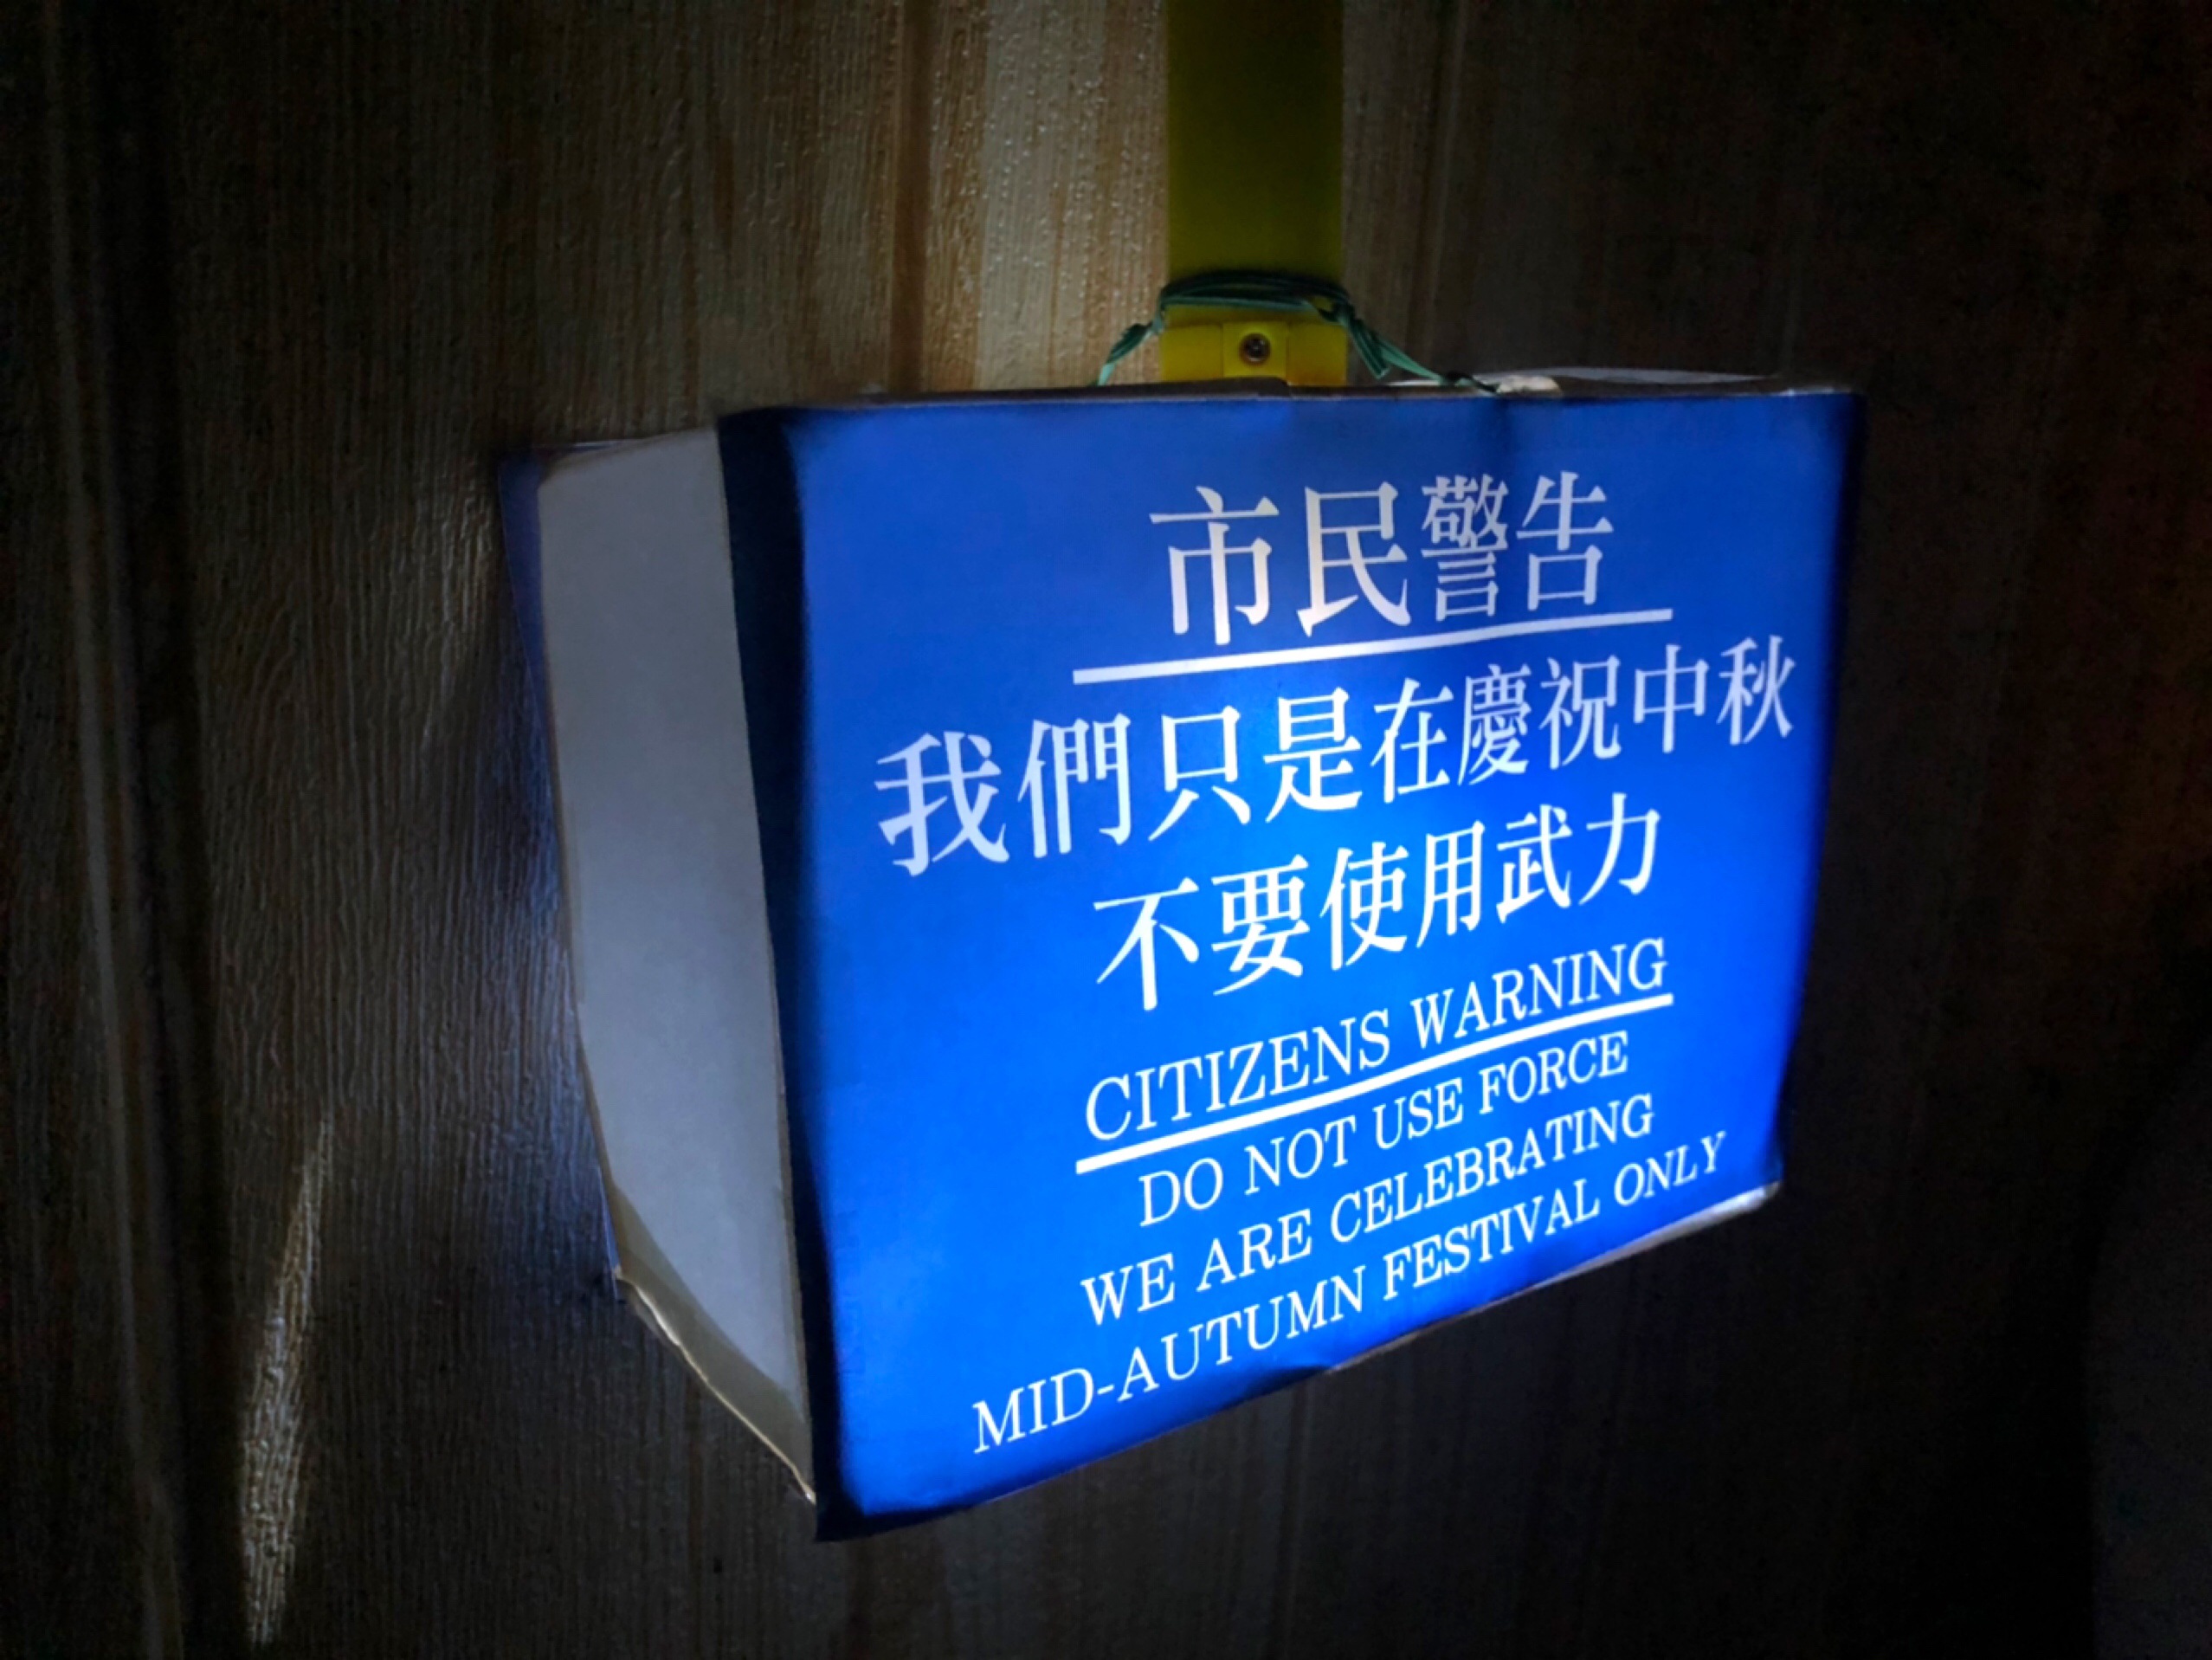 市民警告
我們只是在慶祝中秋
不要使用武力
CITIZENS WARNING
DO NOT USE FORCE
WE ARE CELEBRATING
MID-AUTUMN FESTIVAL ONLY